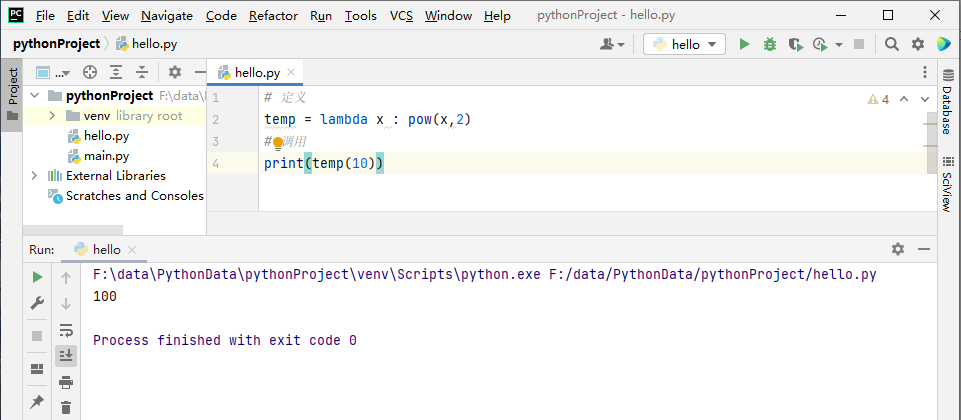 PC File Edit View Navigate Code Refactor Run Tools VCS Window Help pythonProject - hello.py
pythonProject hello.py hello
Project
... hello.py
pythonProject F:\data\
venv library root
hello.py
main.py
External Libraries
Scratches and Consoles
1 # 定义
2 temp = lambda x : pow(x,2)
3 # 调用
4 print(temp(10))
4
Database
SciView
Run: hello
F:\data\PythonData\pythonProject\venv\Scripts\python.exe F:/data/PythonData/pythonProject/hello.py
100
Process finished with exit code 0